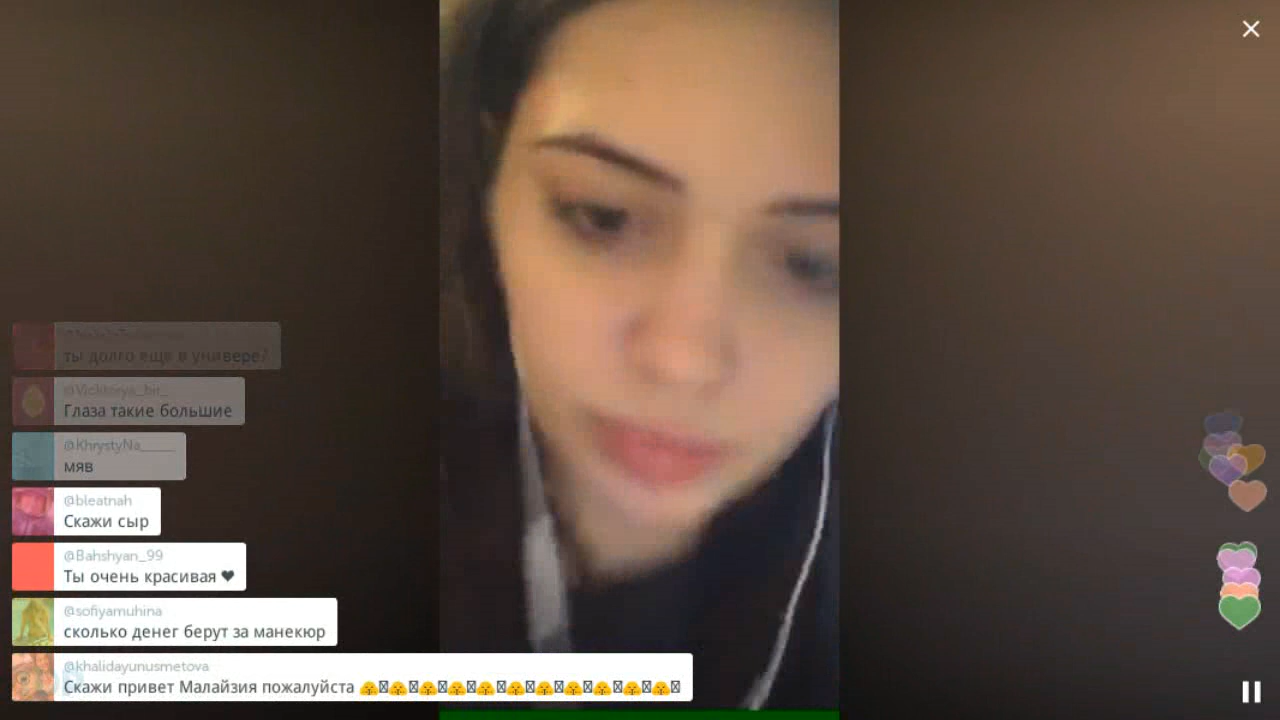 ты долго еще в универе?
@Vicktorya_bit_
Глаза такие большие
@KhrystyNa_____
мяв
@bleatnah
Скажи сыр
@Bahshyan_99
Ты очень красивая ❤
@sofiyamuhina
сколько денег берут за манекюр
@khalidayunusmetova
Скажи привет Малайзия пожалуйста